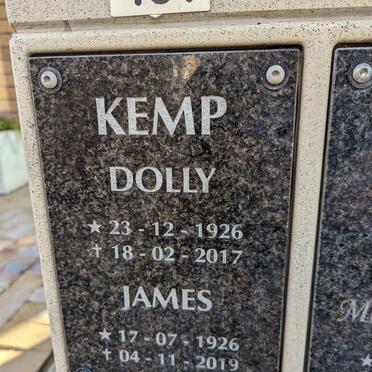 KEMP
DOLLY
★ 23 - 12 - 1926
✝ 18 - 02 - 2017
JAMES
★ 17 - 07 - 1926
✝ 04 - 11 - 2019